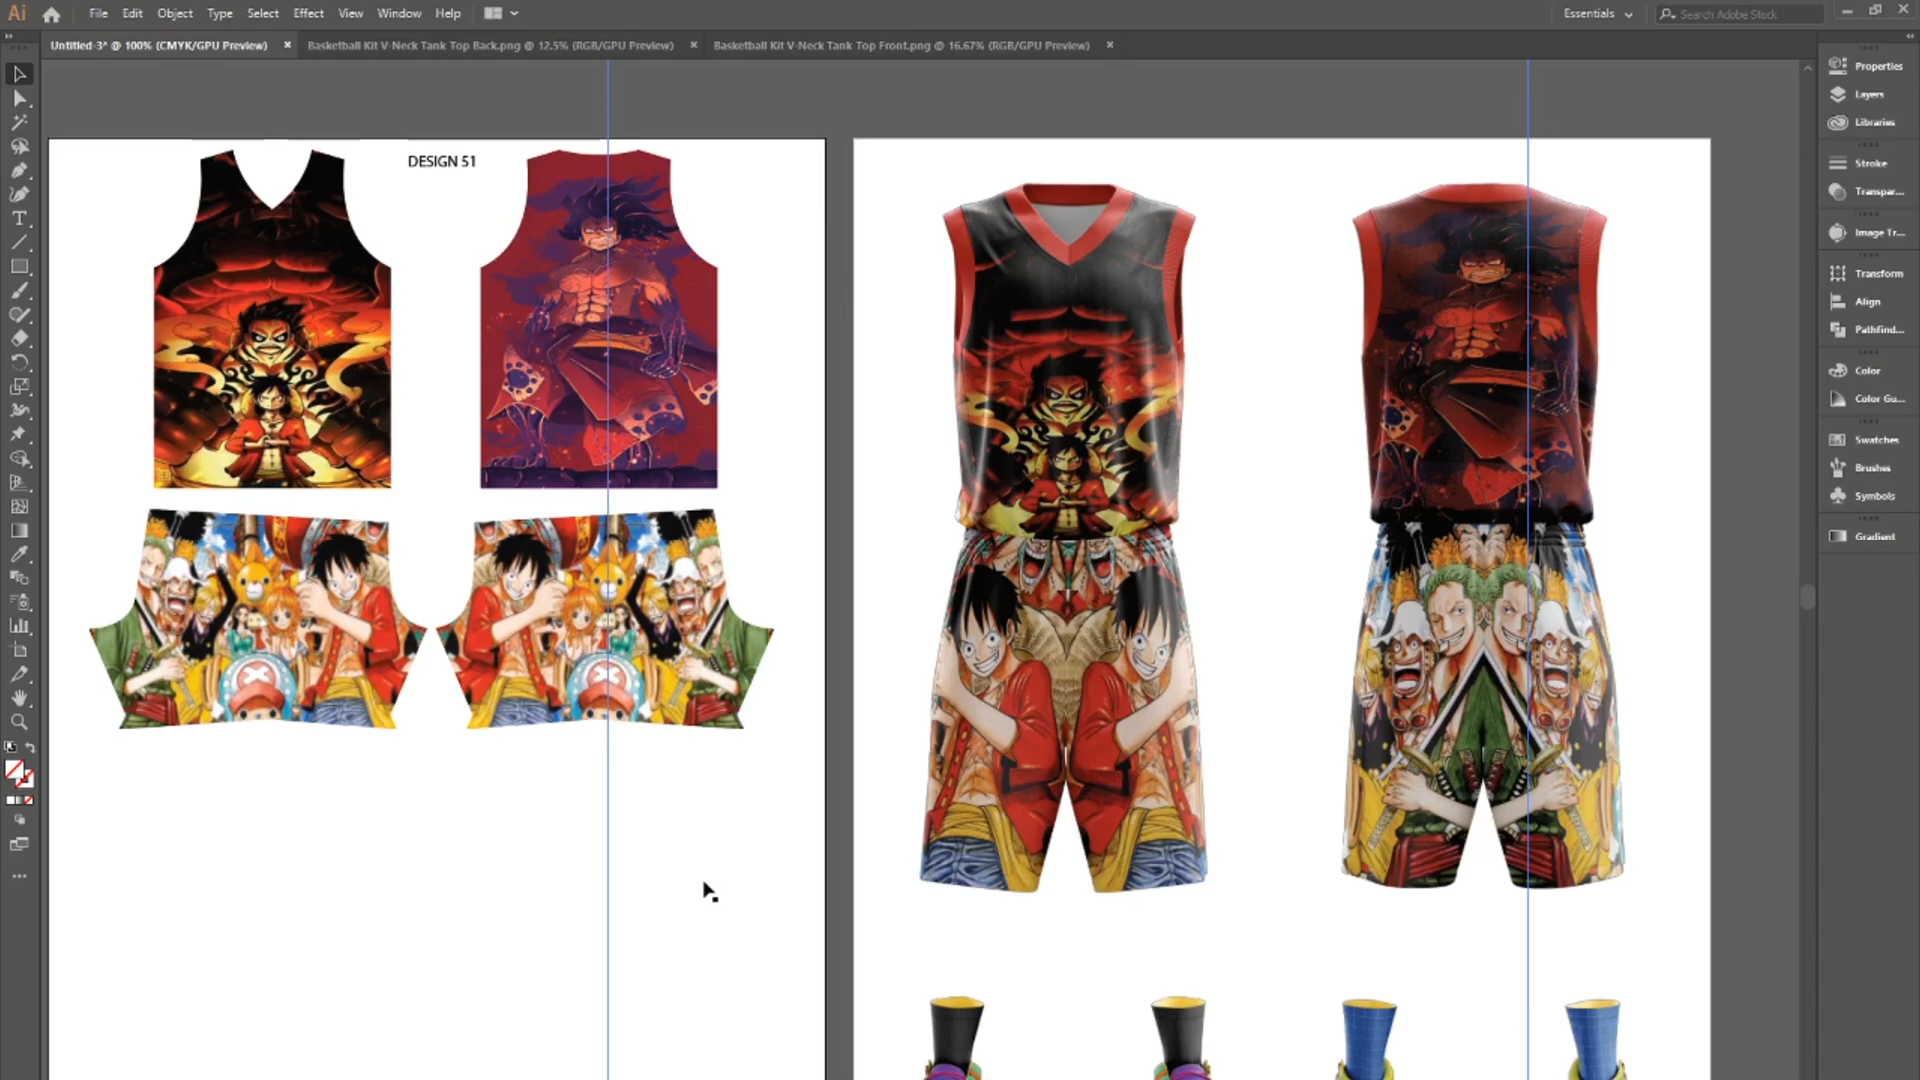 Ai File Edit Object Type Select Effect View Window Help Essentials Search Adobe Stock
Untitled-3* @ 100% (CMYK/GPU Preview) × Basketball Kit V-Neck Tank Top Back.png @ 12.5% (RGB/GPU Preview) × Basketball Kit V-Neck Tank Top Front.png @ 16.67% (RGB/GPU Preview) ×
DESIGN 51
Properties
Layers
Libraries
Stroke
Transpar...
Image Tr...
Transform
Align
Pathfind...
Color
Color Gu...
Swatches
Brushes
Symbols
Gradient